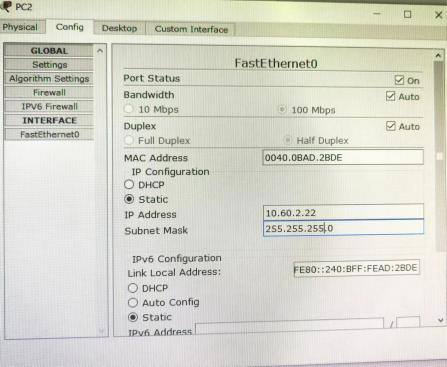 PC2
Physical Config Desktop Custom Interface
GLOBAL
Settings
Algorithm Settings
Firewall
IPV6 Firewall
INTERFACE
FastEthernet0
FastEthernet0
Port Status On
Bandwidth Auto
10 Mbps 100 Mbps
Duplex Auto
Full Duplex Half Duplex
MAC Address 0040.0BAD.2BDE
IP Configuration
DHCP
Static
IP Address 10.60.2.22
Subnet Mask 255.255.255.0
IPv6 Configuration
Link Local Address: FE80::240:BFF:FEAD:2BDE
DHCP
Auto Config
Static
IPv6 Address /